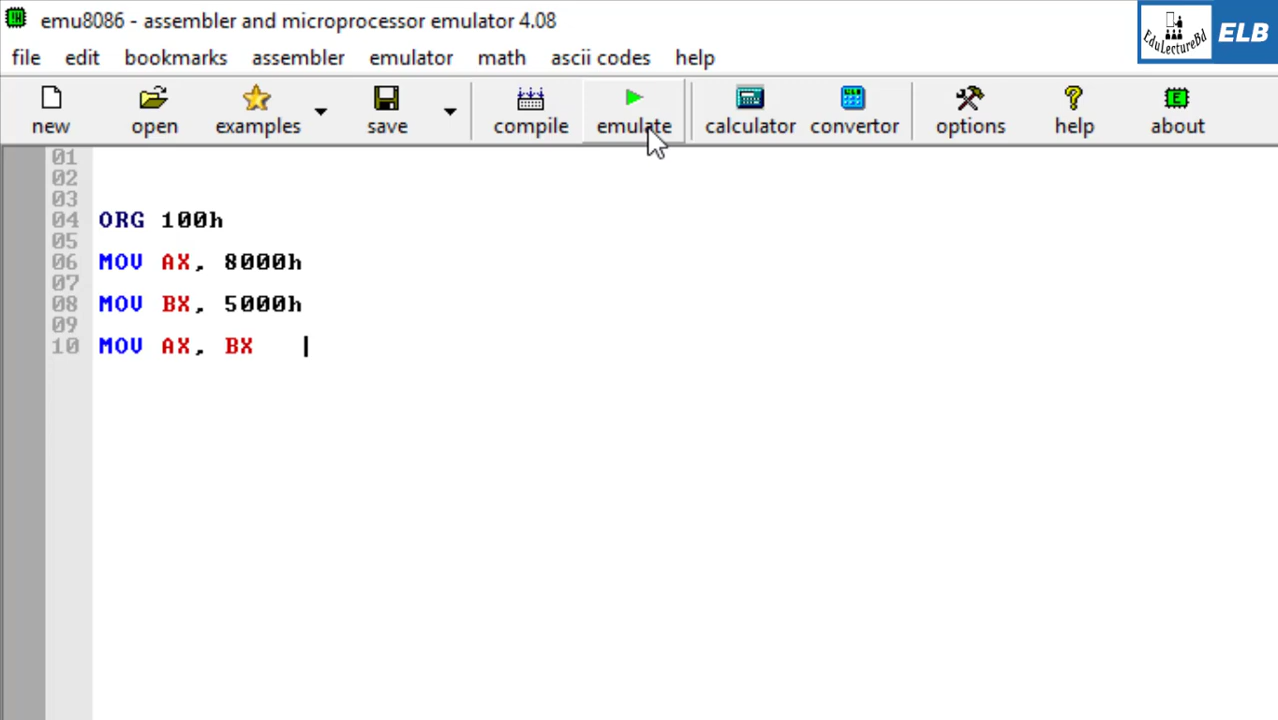 emu8086 - assembler and microprocessor emulator 4.08
EduLectureBd ELB
file edit bookmarks assembler emulator math ascii codes help
new open examples save compile emulate calculator convertor options help about
01
02
03
04 ORG 100h
05
06 MOV AX, 8000h
07
08 MOV BX, 5000h
09
10 MOV AX, BX